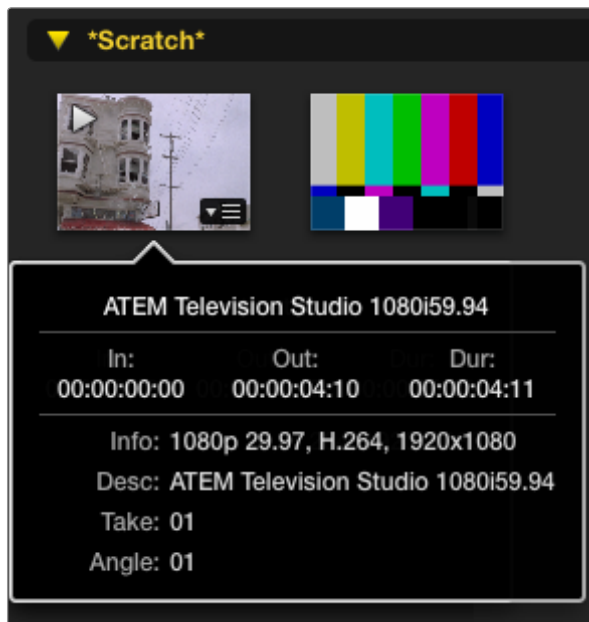 *Scratch*
ATEM Television Studio 1080i59.94
In: Out: Dur:
00:00:00:00 00:00:04:10 00:00:04:11
Info: 1080p 29.97, H.264, 1920x1080
Desc: ATEM Television Studio 1080i59.94
Take: 01
Angle: 01